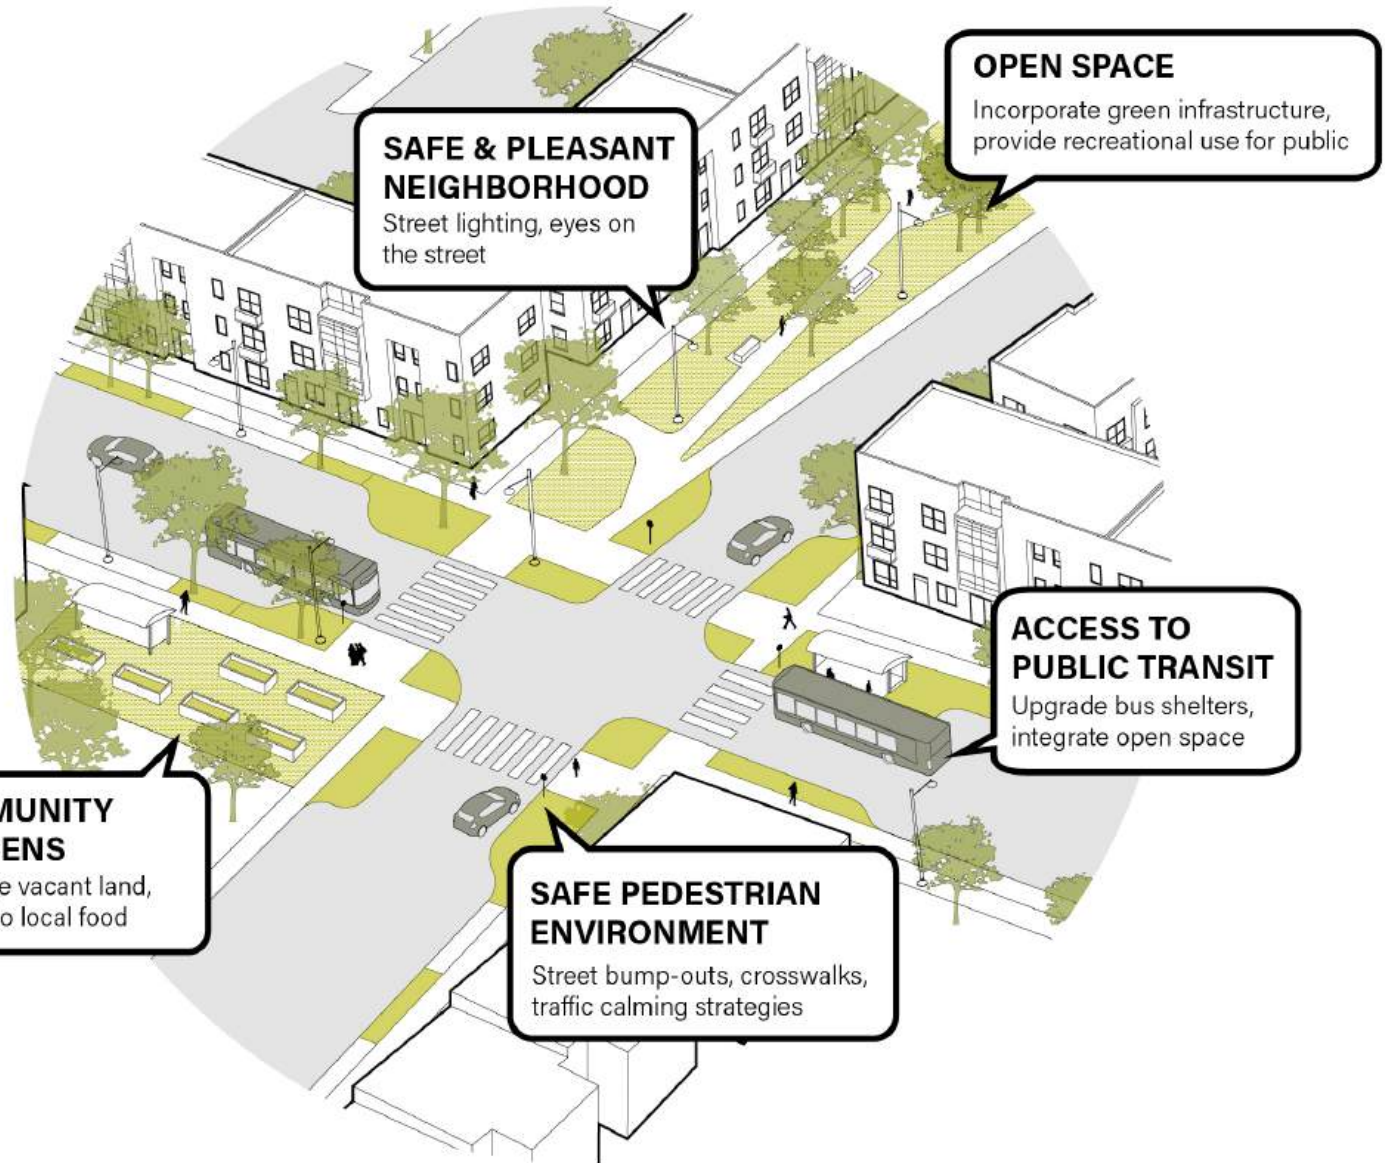 OPEN SPACE
Incorporate green infrastructure,
provide recreational use for public
SAFE & PLEASANT
NEIGHBORHOOD
Street lighting, eyes on
the street
ACCESS TO
PUBLIC TRANSIT
Upgrade bus shelters,
integrate open space
MUNITY
ENS
e vacant land,
o local food
SAFE PEDESTRIAN
ENVIRONMENT
Street bump-outs, crosswalks,
traffic calming strategies